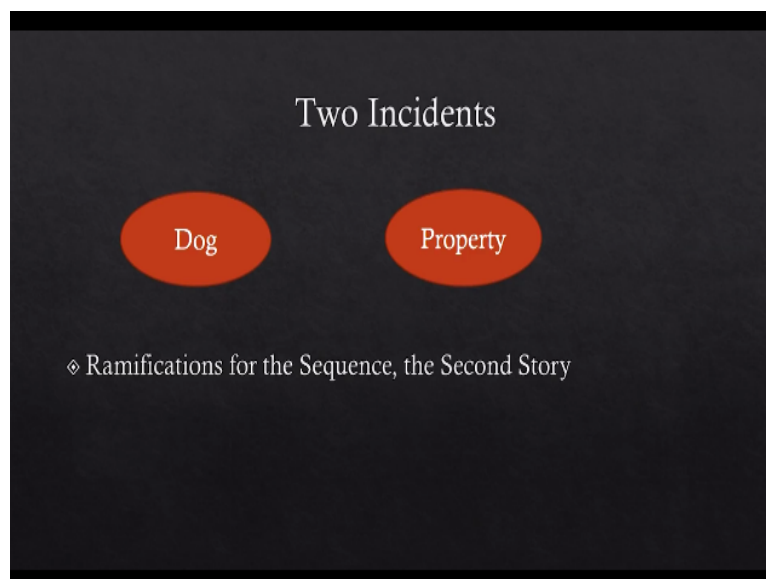 Two Incidents
Dog
Property
Ramifications for the Sequence, the Second Story